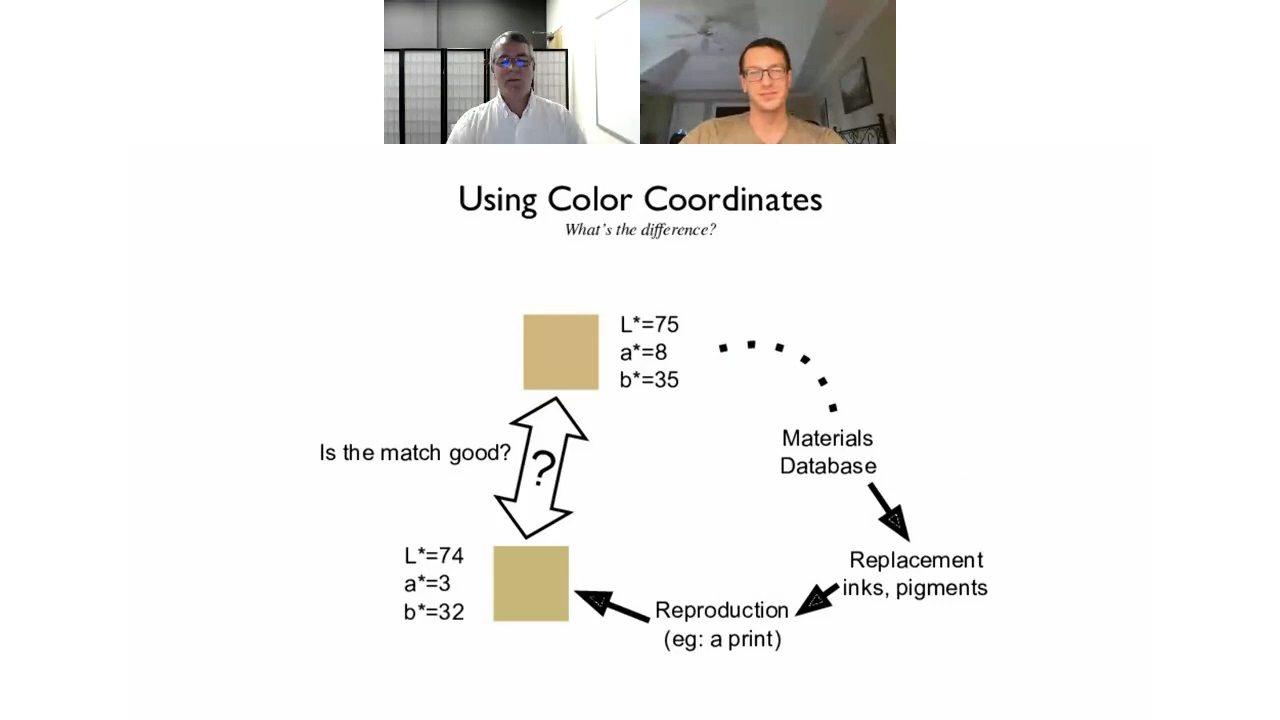 Using Color Coordinates
What's the difference?
L*=75
a*=8
b*=35
Is the match good?
?
Materials
Database
L*=74
a*=3
b*=32
Replacement
inks, pigments
Reproduction
(eg: a print)